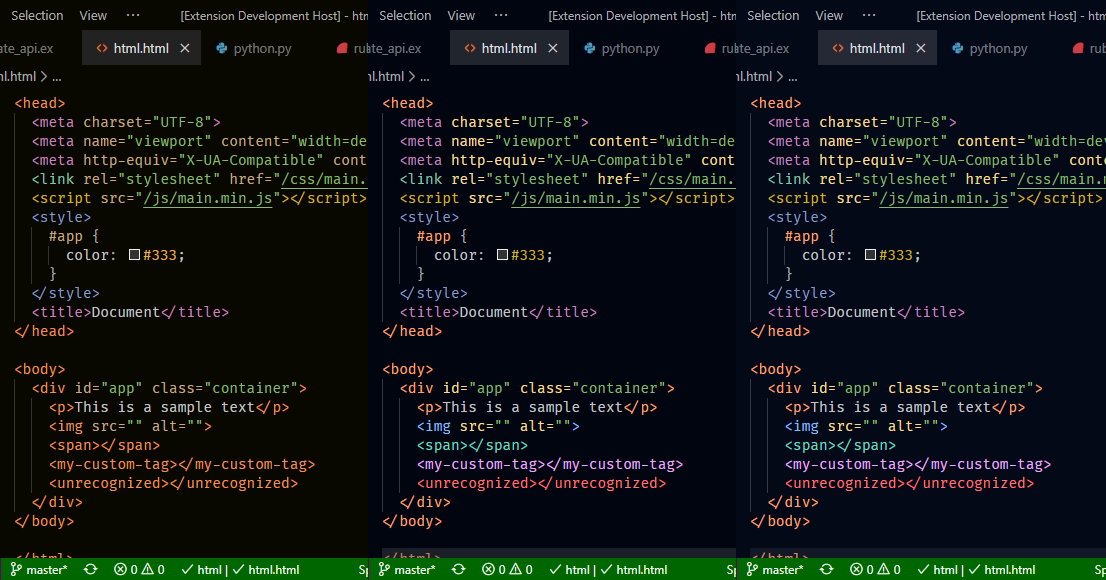 Selection View ··· [Extension Development Host] - htm
ate_api.ex <> html.html × python.py ru
ml.html > ...
<head>
<meta charset="UTF-8">
<meta name="viewport" content="width=de
<meta http-equiv="X-UA-Compatible" cont
<link rel="stylesheet" href="/css/main.
<script src="/js/main.min.js"></script>
<style>
#app {
color: #333;
}
</style>
<title>Document</title>
</head>
<body>
<div id="app" class="container">
<p>This is a sample text</p>
<img src="" alt="">
<span></span>
<my-custom-tag></my-custom-tag>
<unrecognized></unrecognized>
</div>
</body>
</html>
master* 0 0 html | html.html Sp
Selection View ··· [Extension Development Host] - htm
ate_api.ex <> html.html × python.py ru
ml.html > ...
<head>
<meta charset="UTF-8">
<meta name="viewport" content="width=de
<meta http-equiv="X-UA-Compatible" cont
<link rel="stylesheet" href="/css/main.
<script src="/js/main.min.js"></script>
<style>
#app {
color: #333;
}
</style>
<title>Document</title>
</head>
<body>
<div id="app" class="container">
<p>This is a sample text</p>
<img src="" alt="">
<span></span>
<my-custom-tag></my-custom-tag>
<unrecognized></unrecognized>
</div>
</body>
</html>
master* 0 0 html | html.html Sp
Selection View ··· [Extension Development Host] - htm
ate_api.ex <> html.html × python.py rub
ml.html > ...
<head>
<meta charset="UTF-8">
<meta name="viewport" content="width=de
<meta http-equiv="X-UA-Compatible" conte
<link rel="stylesheet" href="/css/main.m
<script src="/js/main.min.js"></script>
<style>
#app {
color: #333;
}
</style>
<title>Document</title>
</head>
<body>
<div id="app" class="container">
<p>This is a sample text</p>
<img src="" alt="">
<span></span>
<my-custom-tag></my-custom-tag>
<unrecognized></unrecognized>
</div>
</body>
</html>
master* 0 0 html | html.html Sp